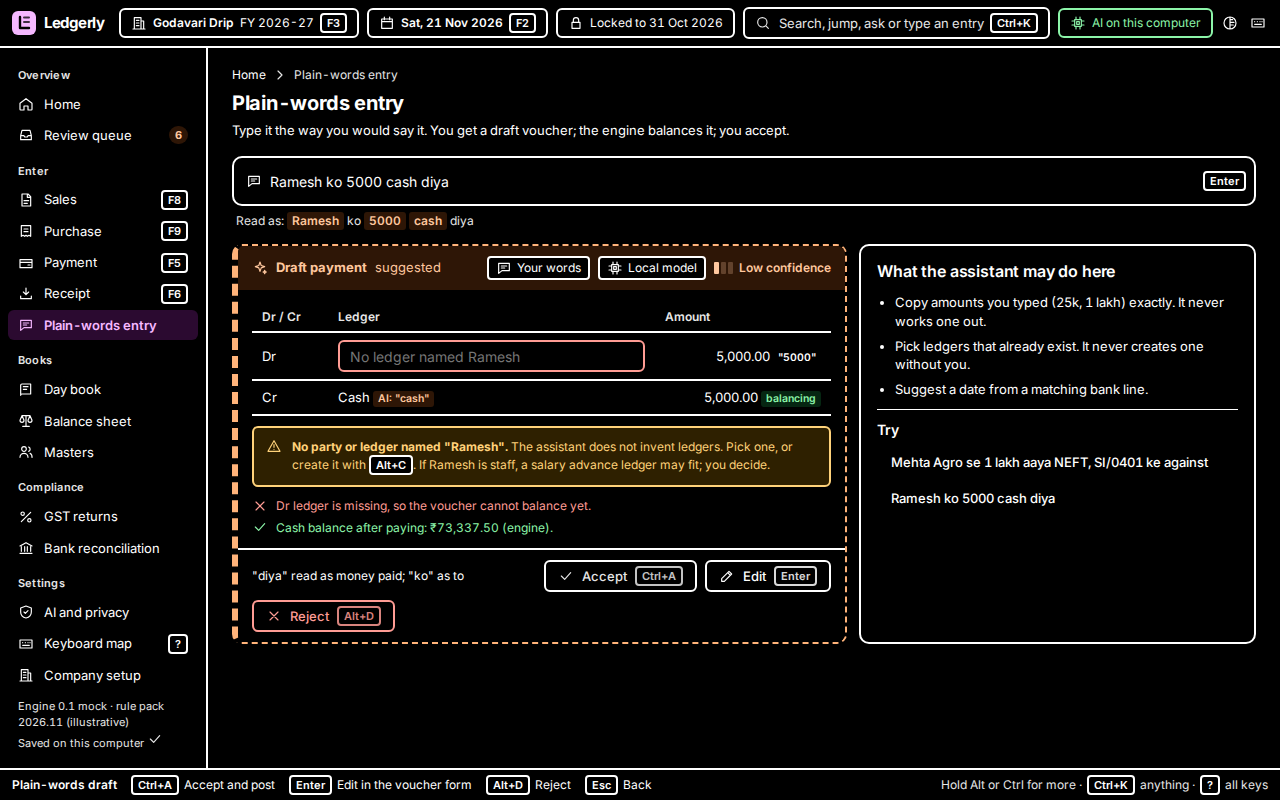 Ledgerly
Godavari Drip FY 2026-27 F3
Sat, 21 Nov 2026 F2
Locked to 31 Oct 2026
Search, jump, ask or type an entry Ctrl+K
AI on this computer
Overview
Home
Review queue 6
Enter
Sales F8
Purchase F9
Payment F5
Receipt F6
Plain-words entry
Books
Day book
Balance sheet
Masters
Compliance
GST returns
Bank reconciliation
Settings
AI and privacy
Keyboard map ?
Company setup
Engine 0.1 mock · rule pack
2026.11 (illustrative)
Saved on this computer
Home > Plain-words entry
Plain-words entry
Type it the way you would say it. You get a draft voucher; the engine balances it; you accept.
Ramesh ko 5000 cash diya Enter
Read as: Ramesh ko 5000 cash diya
Draft payment suggested Your words Local model Low confidence
Dr / Cr Ledger Amount
Dr No ledger named Ramesh 5,000.00 "5000"
Cr Cash AI: "cash" 5,000.00 balancing
No party or ledger named "Ramesh". The assistant does not invent ledgers. Pick one, or
create it with Alt+C. If Ramesh is staff, a salary advance ledger may fit; you decide.
Dr ledger is missing, so the voucher cannot balance yet.
Cash balance after paying: ₹73,337.50 (engine).
"diya" read as money paid; "ko" as to
Accept Ctrl+A
Edit Enter
Reject Alt+D
What the assistant may do here
• Copy amounts you typed (25k, 1 lakh) exactly. It never
works one out.
• Pick ledgers that already exist. It never creates one
without you.
• Suggest a date from a matching bank line.
Try
Mehta Agro se 1 lakh aaya NEFT, SI/0401 ke against
Ramesh ko 5000 cash diya
Plain-words draft Ctrl+A Accept and post Enter Edit in the voucher form Alt+D Reject Esc Back
Hold Alt or Ctrl for more · Ctrl+K anything · ? all keys